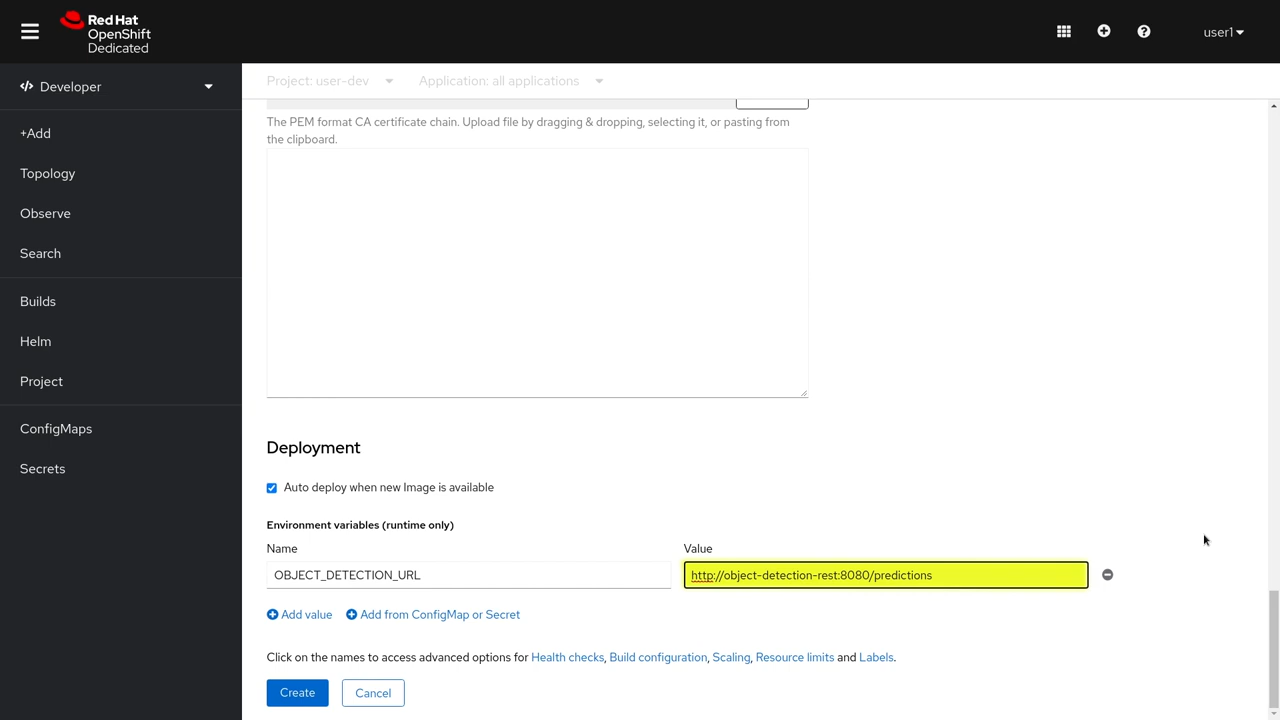 Red Hat
OpenShift
Dedicated
user1
Developer
Project: user-dev
Application: all applications
+Add
Topology
Observe
Search
Builds
Helm
Project
ConfigMaps
Secrets
The PEM format CA certificate chain. Upload file by dragging & dropping, selecting it, or pasting from
the clipboard.
Deployment
Auto deploy when new Image is available
Environment variables (runtime only)
Name
Value
OBJECT_DETECTION_URL
http://object-detection-rest:8080/predictions
Add value
Add from ConfigMap or Secret
Click on the names to access advanced options for Health checks, Build configuration, Scaling, Resource limits and Labels.
Create
Cancel